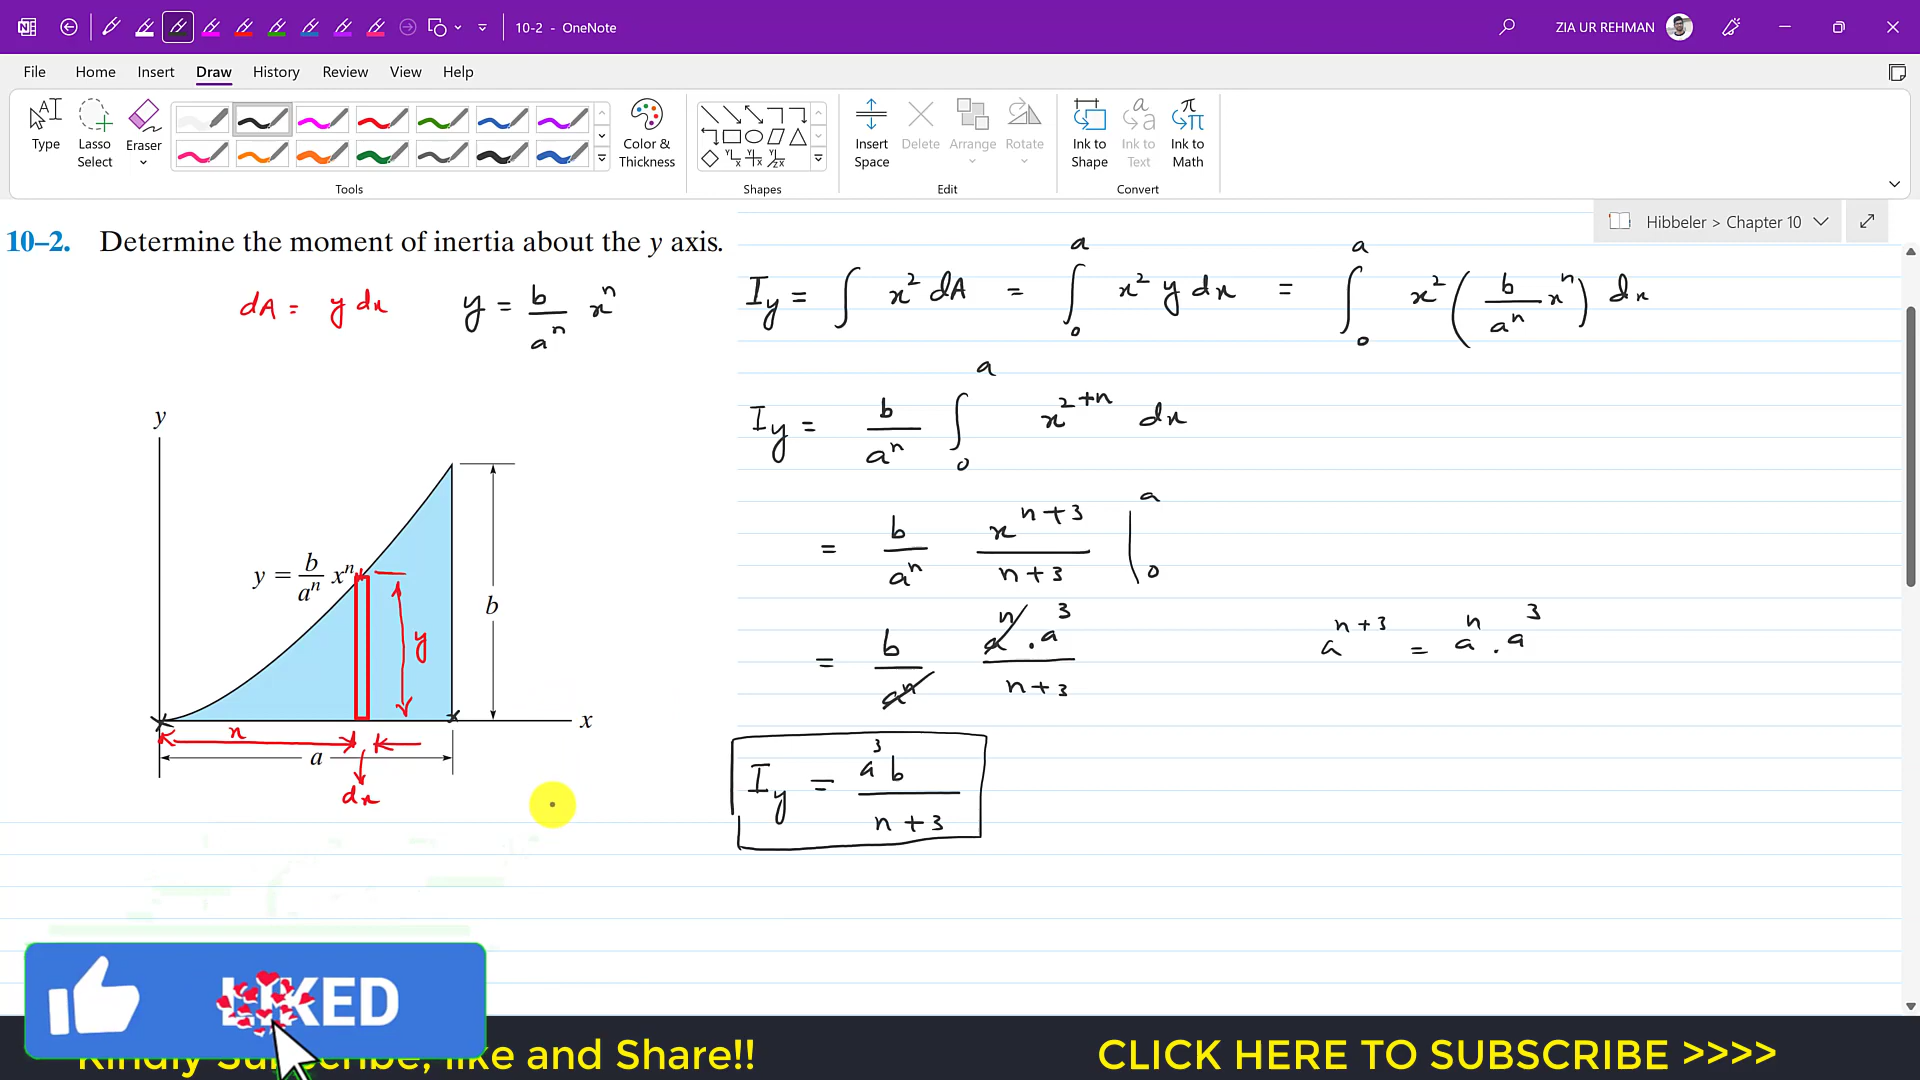 10-2 - OneNote
ZIA UR REHMAN
File Home Insert Draw History Review View Help
Type
Lasso Select
Eraser
Color & Thickness
Insert Space
Delete
Arrange
Rotate
Ink to Shape
Ink to Text
Ink to Math
Tools
Shapes
Edit
Convert
Hibbeler > Chapter 10
10–2. Determine the moment of inertia about the y axis.
dA = y dx
y = b/aⁿ xⁿ
y
y = b/aⁿ xⁿ
y
b
x
x
a
dx
I_y = ∫ x² dA = ∫₀ᵃ x² y dx = ∫₀ᵃ x² (b/aⁿ xⁿ) dx
I_y = b/aⁿ ∫₀ᵃ x²⁺ⁿ dx
= b/aⁿ xⁿ⁺³/n+3 |₀ᵃ
= b/aⁿ aⁿ . a³/n+3
aⁿ⁺³ = aⁿ . a³
I_y = a³b/n+3
LIKED
Kindly Subscribe, like and Share!!
CLICK HERE TO SUBSCRIBE >>>>